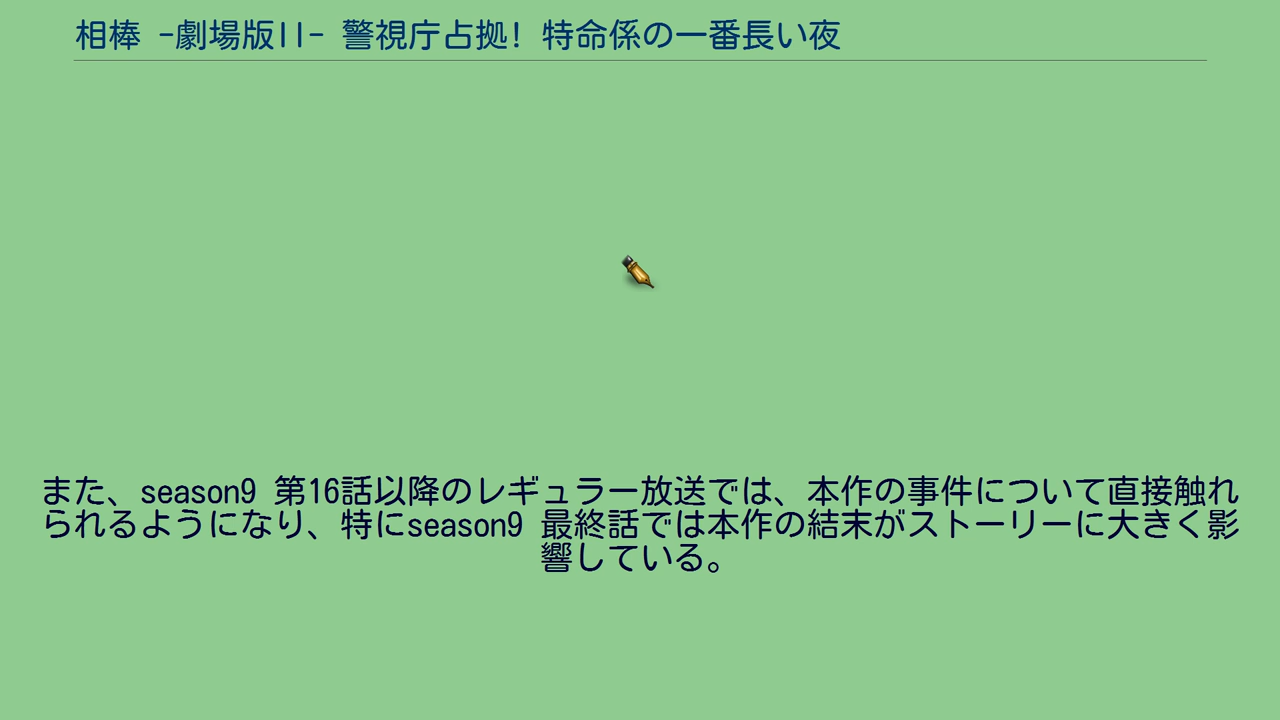 相棒 -劇場版II- 警視庁占拠! 特命係の一番長い夜
また、season9 第16話以降のレギュラー放送では、本作の事件について直接触れ
られるようになり、特にseason9 最終話では本作の結末がストーリーに大きく影
響している。